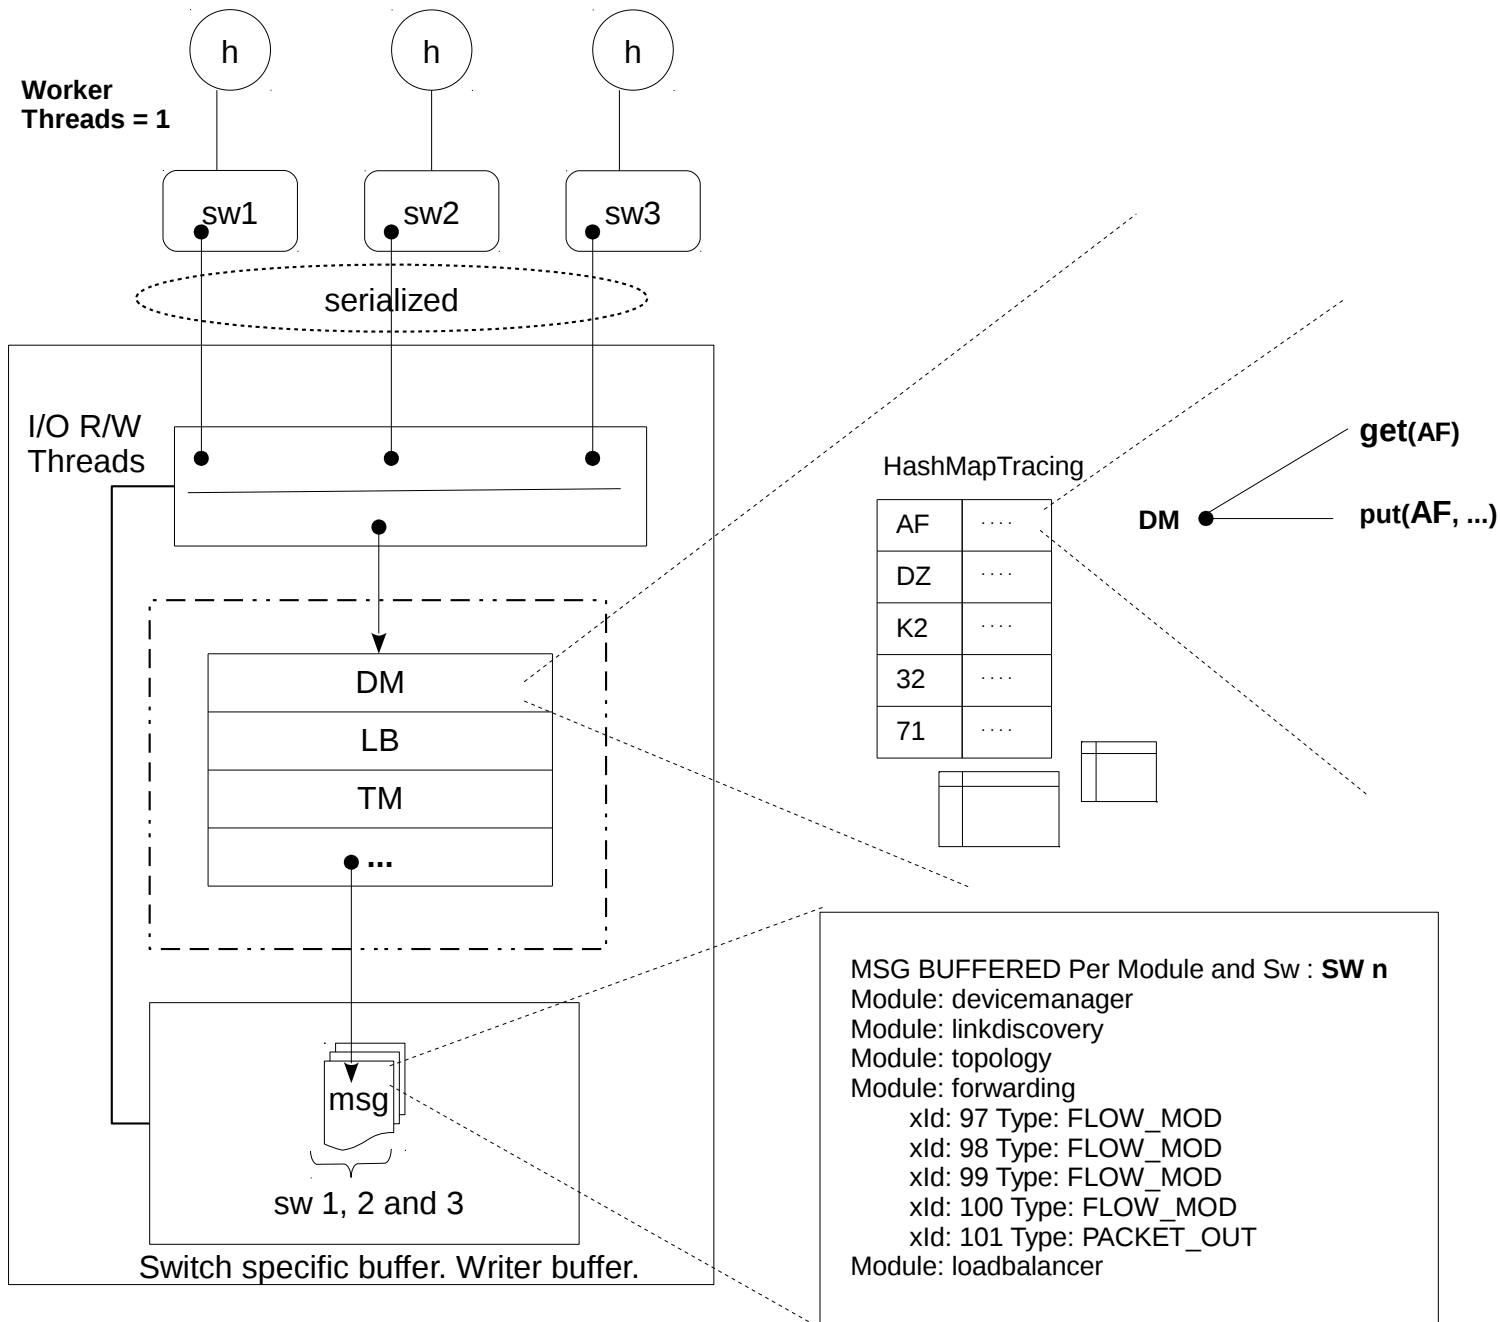 h
h
h
Worker
Threads = 1
sw1
sw2
sw3
serialized
I/O R/W
Threads
DM
LB
TM
...
msg
sw 1, 2 and 3
Switch specific buffer. Writer buffer.
HashMapTracing
AF ....
DZ ....
K2 ....
32 ....
71 ....
DM
get(AF)
put(AF, ...)
MSG BUFFERED Per Module and Sw : SW n
Module: devicemanager
Module: linkdiscovery
Module: topology
Module: forwarding
xId: 97 Type: FLOW_MOD
xId: 98 Type: FLOW_MOD
xId: 99 Type: FLOW_MOD
xId: 100 Type: FLOW_MOD
xId: 101 Type: PACKET_OUT
Module: loadbalancer